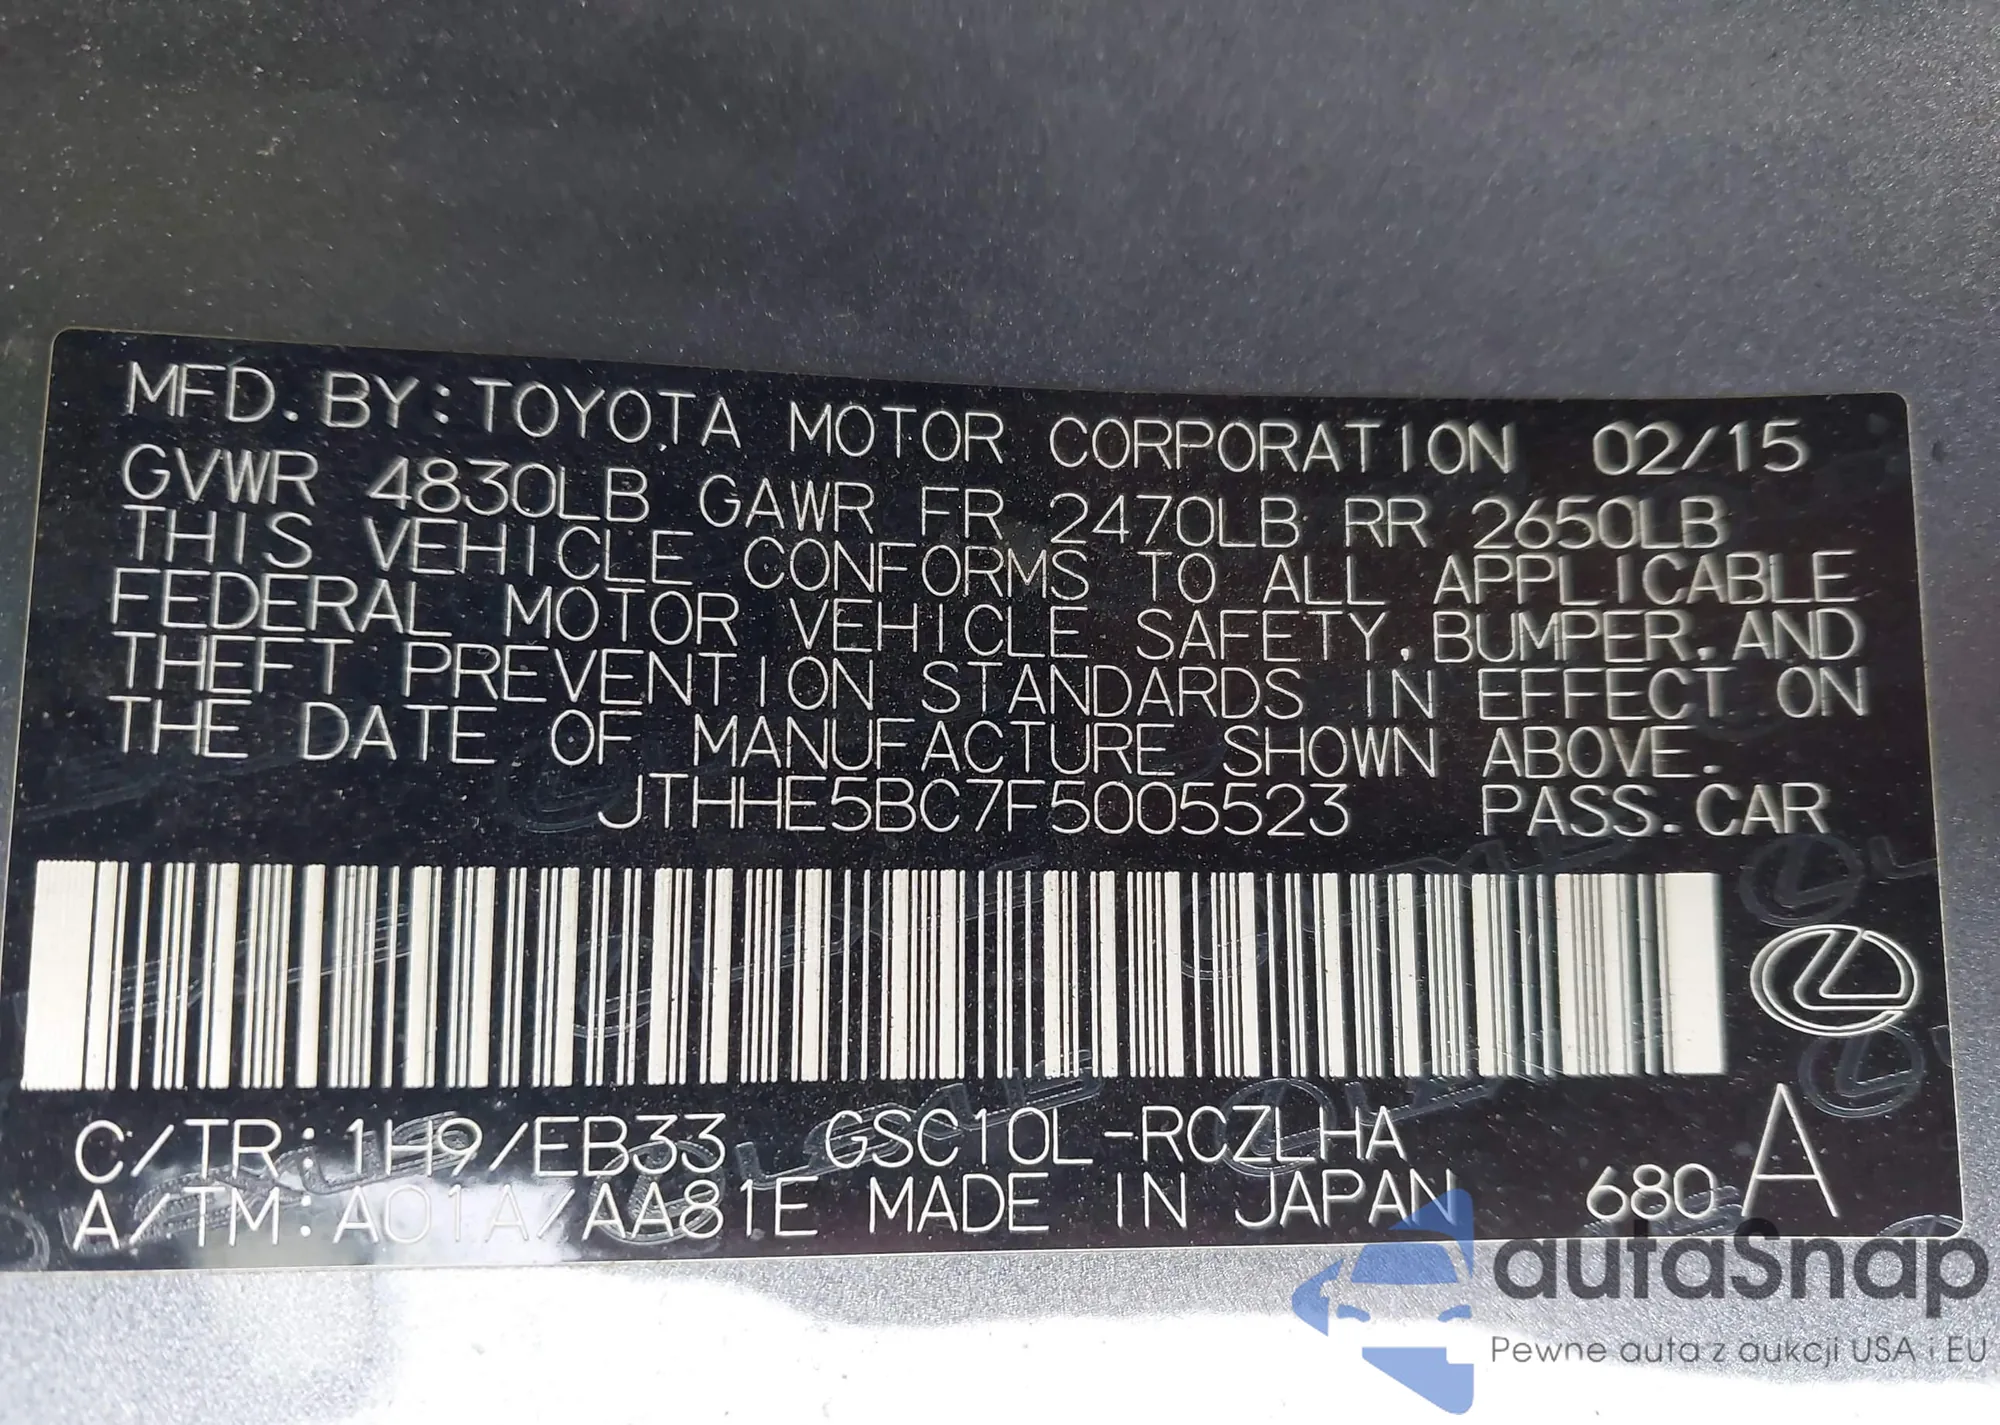 MFD. BY: TOYOTA MOTOR CORPORATION 02/15
GVWR 4830LB GAWR FR 2470LB RR 2650LB
THIS VEHICLE CONFORMS TO ALL APPLICABLE
FEDERAL MOTOR VEHICLE SAFETY, BUMPER, AND
THEFT PREVENTION STANDARDS IN EFFECT ON
THE DATE OF MANUFACTURE SHOWN ABOVE.
JTHHE5BC7F5005523 PASS. CAR
C/TR: 1H9/EB33 GSC10L-RCZLHA
A/TM: A01A/AA81E MADE IN JAPAN 680 A
autaSnap
Pewne auta z aukcji USA i EU